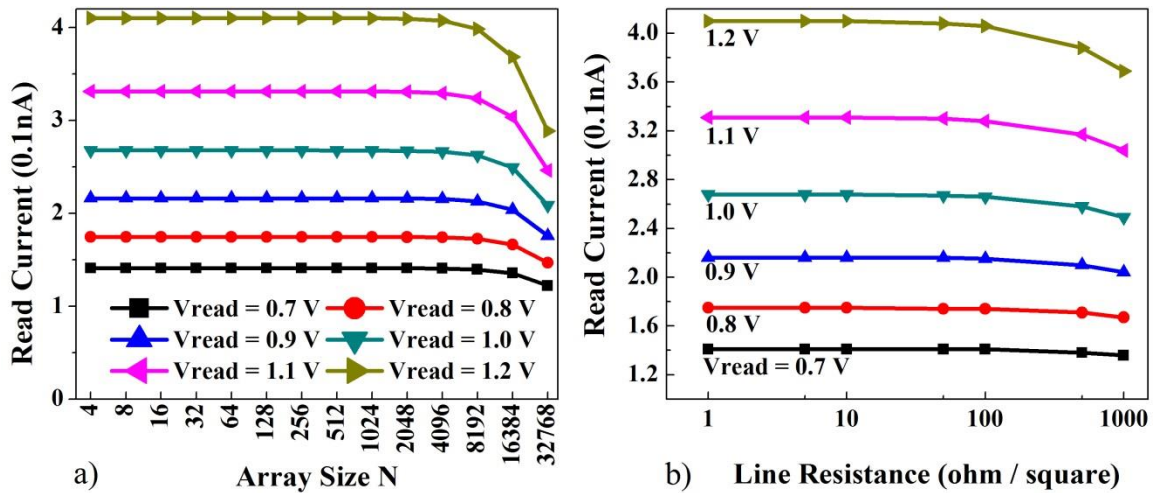 4
3
2
1
0
Read Current (0.1nA)
Vread = 0.7 V
Vread = 0.8 V
Vread = 0.9 V
Vread = 1.0 V
Vread = 1.1 V
Vread = 1.2 V
4
8
16
32
64
128
256
512
1024
2048
4096
8192
16384
32768
a)
Array Size N
4.0
3.6
3.2
2.8
2.4
2.0
1.6
1.2
Read Current (0.1nA)
1.2 V
1.1 V
1.0 V
0.9 V
0.8 V
Vread = 0.7 V
1
10
100
1000
b)
Line Resistance (ohm / square)